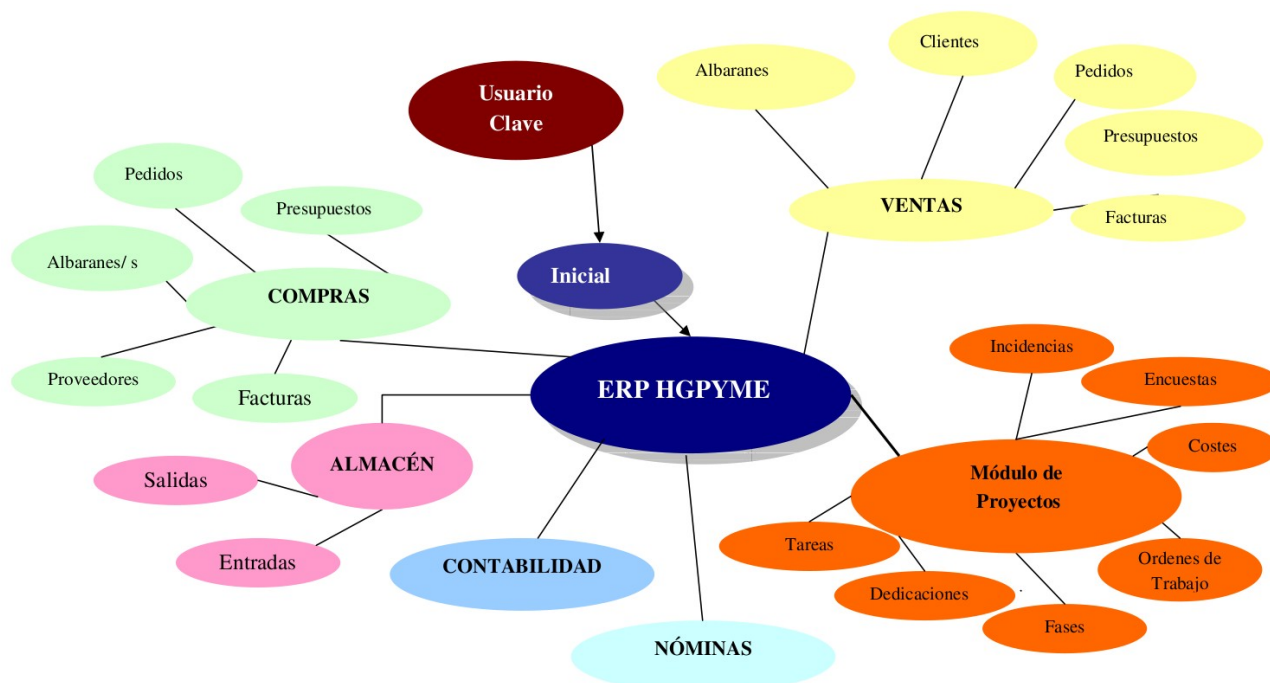 Usuario
Clave
Inicial
ERP HGPYME
Albaranes
Clientes
Pedidos
Presupuestos
Facturas
VENTAS
Pedidos
Presupuestos
Albaranes/ s
COMPRAS
Proveedores
Facturas
ALMACÉN
Salidas
Entradas
CONTABILIDAD
NÓMINAS
Incidencias
Encuestas
Costes
Módulo de
Proyectos
Tareas
Dedicaciones
Fases
Ordenes de
Trabajo